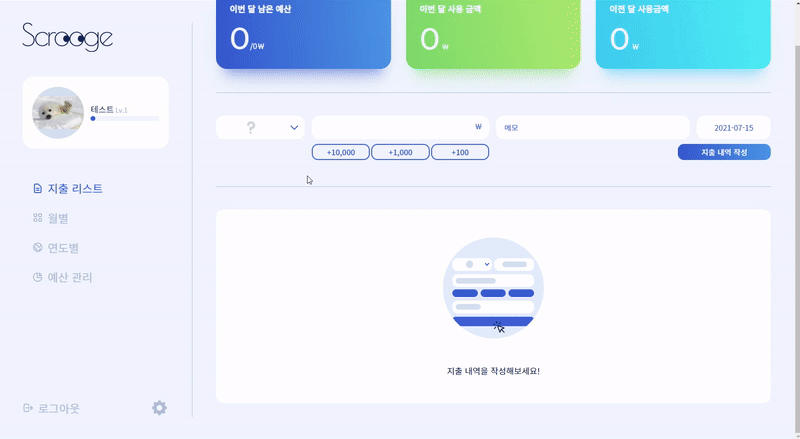 Scrooge
테스트 Lv.1
지출 리스트
월별
연도별
예산 관리
로그아웃
이번 달 남은 예산
0/0₩
이번 달 사용 금액
0 ₩
이전 달 사용금액
0 ₩
?
₩
메모
2021-07-15
+10,000
+1,000
+100
지출 내역 작성
지출 내역을 작성해보세요!